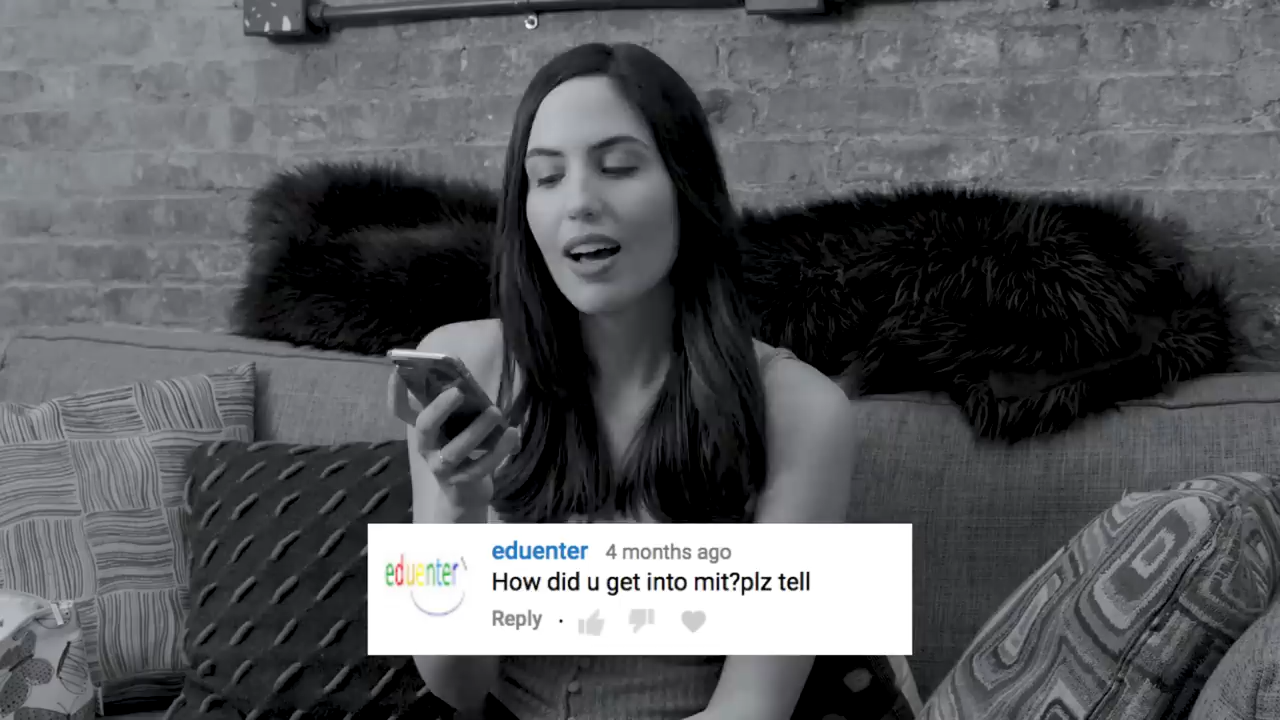 eduenter
eduenter 4 months ago
How did u get into mit?plz tell
Reply ·